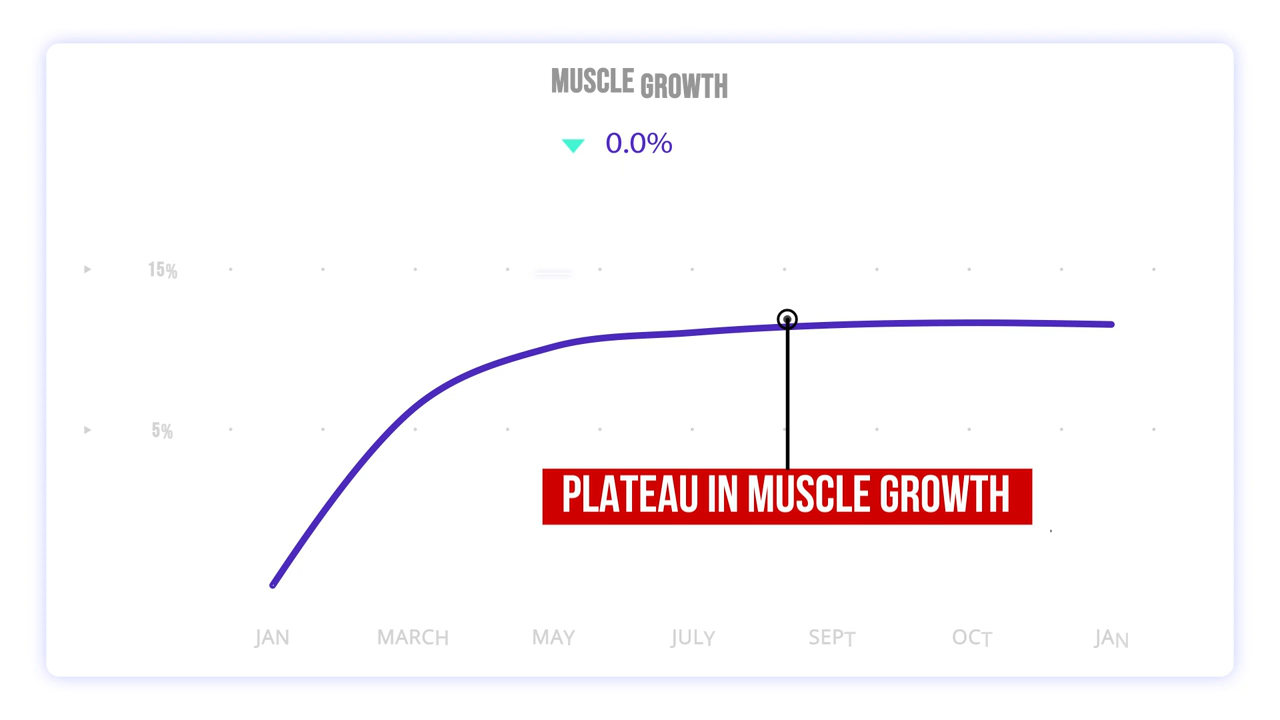 MUSCLE GROWTH
0.0%
15%
5%
PLATEAU IN MUSCLE GROWTH
JAN MARCH MAY JULY SEPT OCT JAN